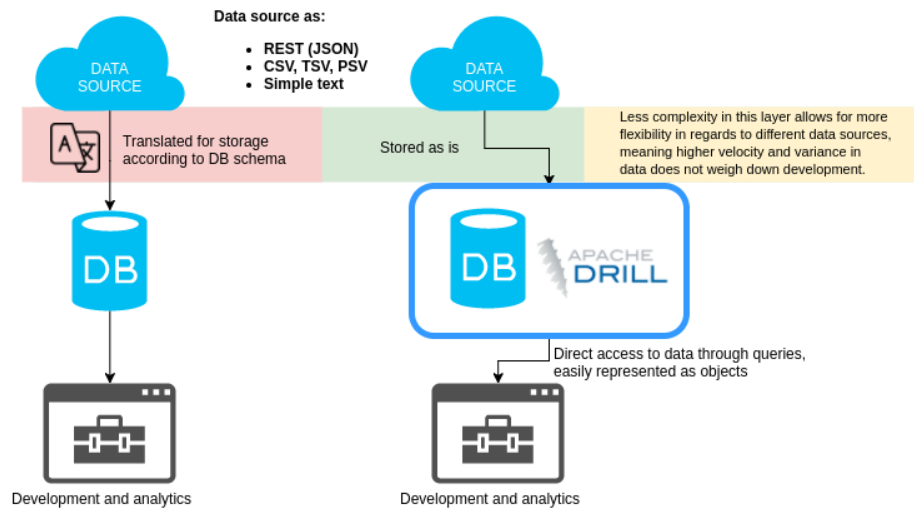 Data source as:
• REST (JSON)
• CSV, TSV, PSV
• Simple text
DATA
SOURCE
DATA
SOURCE
A 文
Translated for storage
according to DB schema
Stored as is
Less complexity in this layer allows for more
flexibility in regards to different data sources,
meaning higher velocity and variance in
data does not weigh down development.
DB
DB
APACHE
DRILL
Direct access to data through queries,
easily represented as objects
Development and analytics
Development and analytics